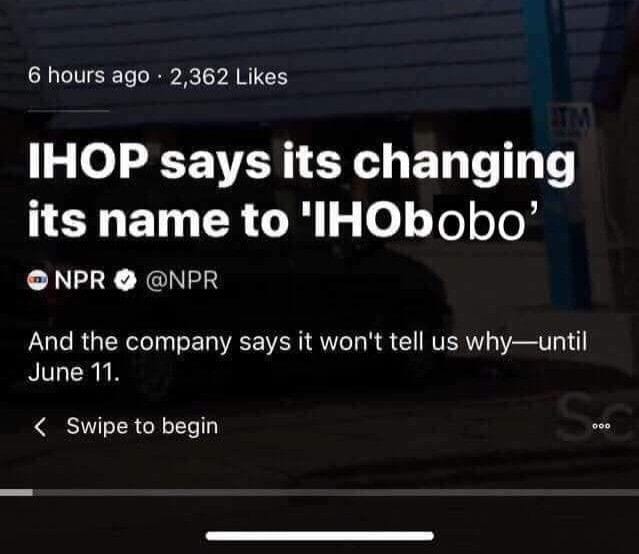 6 hours ago · 2,362 Likes
IHOP says its changing
its name to 'IHObobo’
NPR @NPR
And the company says it won't tell us why—until
June 11.
Swipe to begin